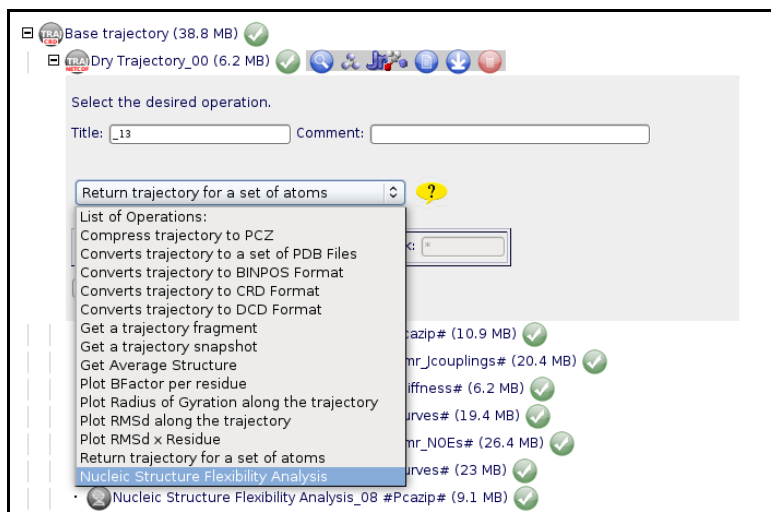 TRAJ CRD Base trajectory (38.8 MB)
TRAJ NETCDF Dry Trajectory_00 (6.2 MB)
Select the desired operation.
Title: _13 Comment:
Return trajectory for a set of atoms ?
List of Operations:
Compress trajectory to PCZ
Converts trajectory to a set of PDB Files
x: *
Converts trajectory to BINPOS Format
Converts trajectory to CRD Format
Converts trajectory to DCD Format
Get a trajectory fragment
cazip# (10.9 MB)
Get a trajectory snapshot
mr_Jcouplings# (20.4 MB)
Get Average Structure
Plot BFactor per residue
iffness# (6.2 MB)
Plot Radius of Gyration along the trajectory
urves# (19.4 MB)
Plot RMSd along the trajectory
Plot RMSd x Residue
mr_NOEs# (26.4 MB)
Return trajectory for a set of atoms
Nucleic Structure Flexibility Analysis
urves# (23 MB)
Nucleic Structure Flexibility Analysis_08 #Pcazip# (9.1 MB)